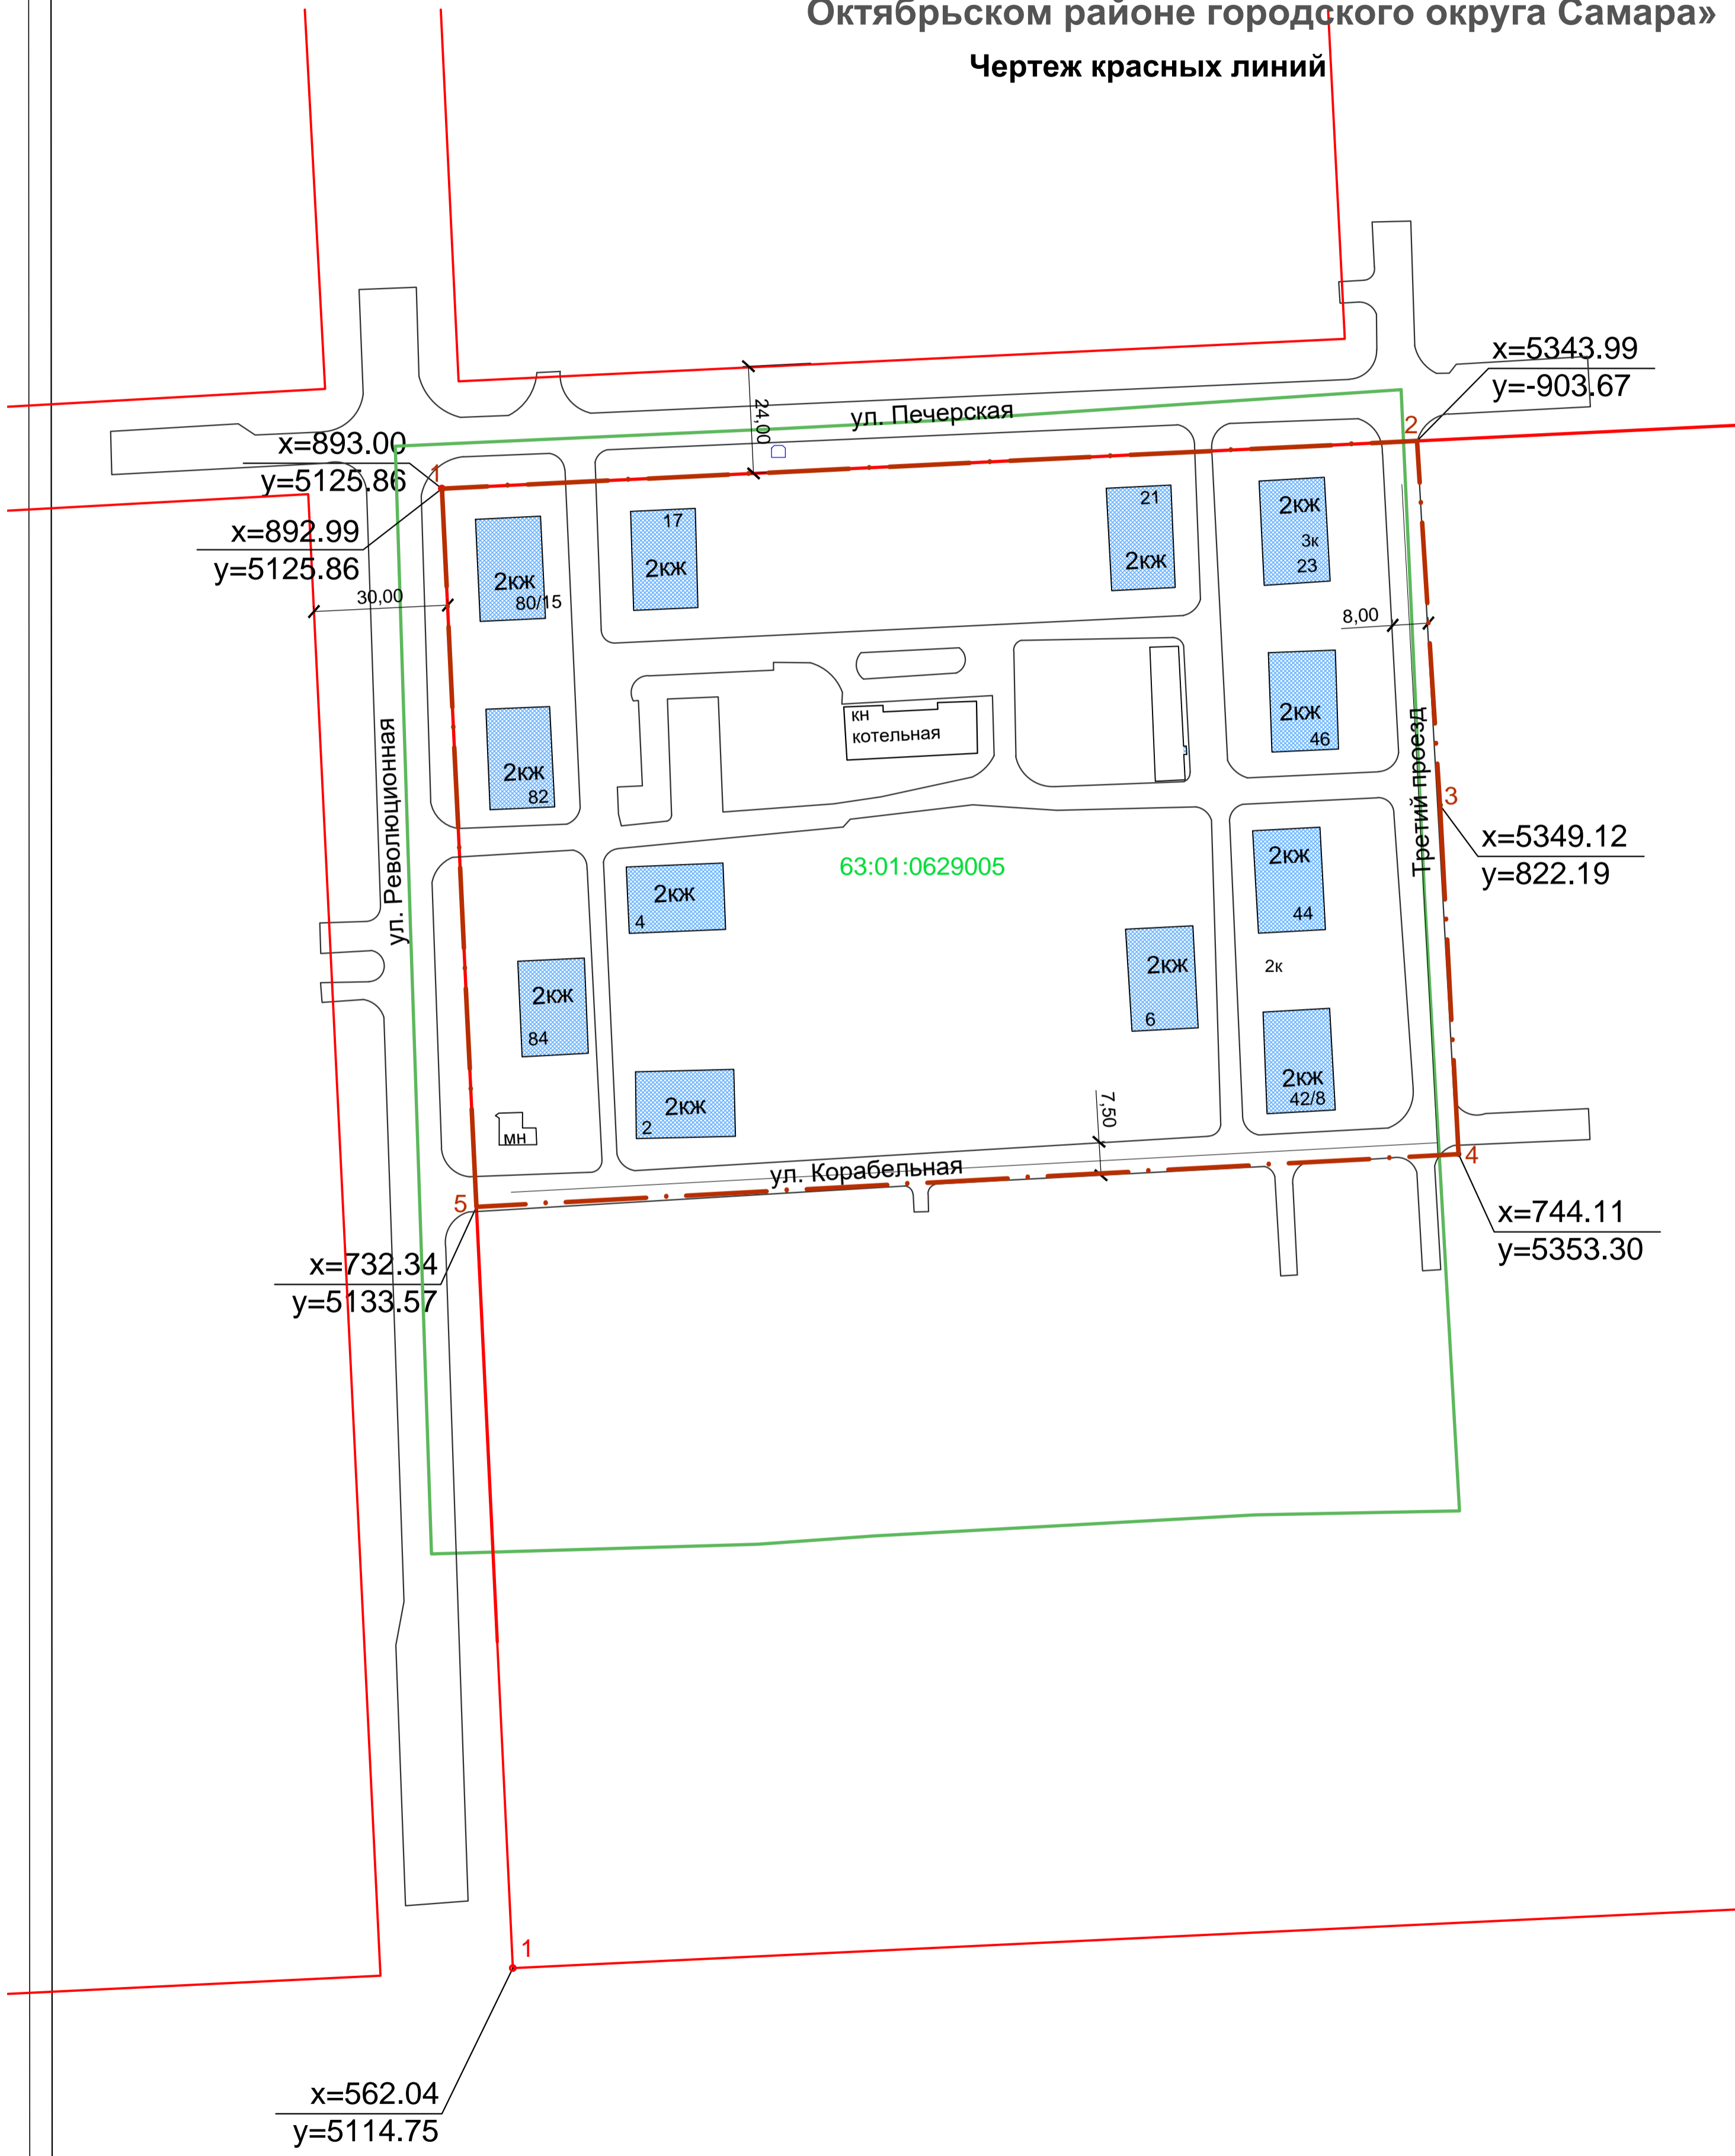 Октябрьском районе городского округа Самара»
Чертеж красных линий
x=5343.99
y=-903.67
24,00
ул. Печерская
2
x=893.00
y=5125.86
1
x=892.99
y=5125.86
30,00
17
2кж
21
2кж
2кж
3к
23
2кж
80/15
8,00
2кж
46
кн
котельная
2кж
82
ул. Революционная
Третий проезд
3
x=5349.12
y=822.19
63:01:0629005
2кж
4
2кж
44
2кж
6
2к
2кж
84
2кж
42/8
2кж
2
мн
7,50
ул. Корабельная
4
5
x=744.11
y=5353.30
x=732.34
y=5133.57
1
x=562.04
y=5114.75